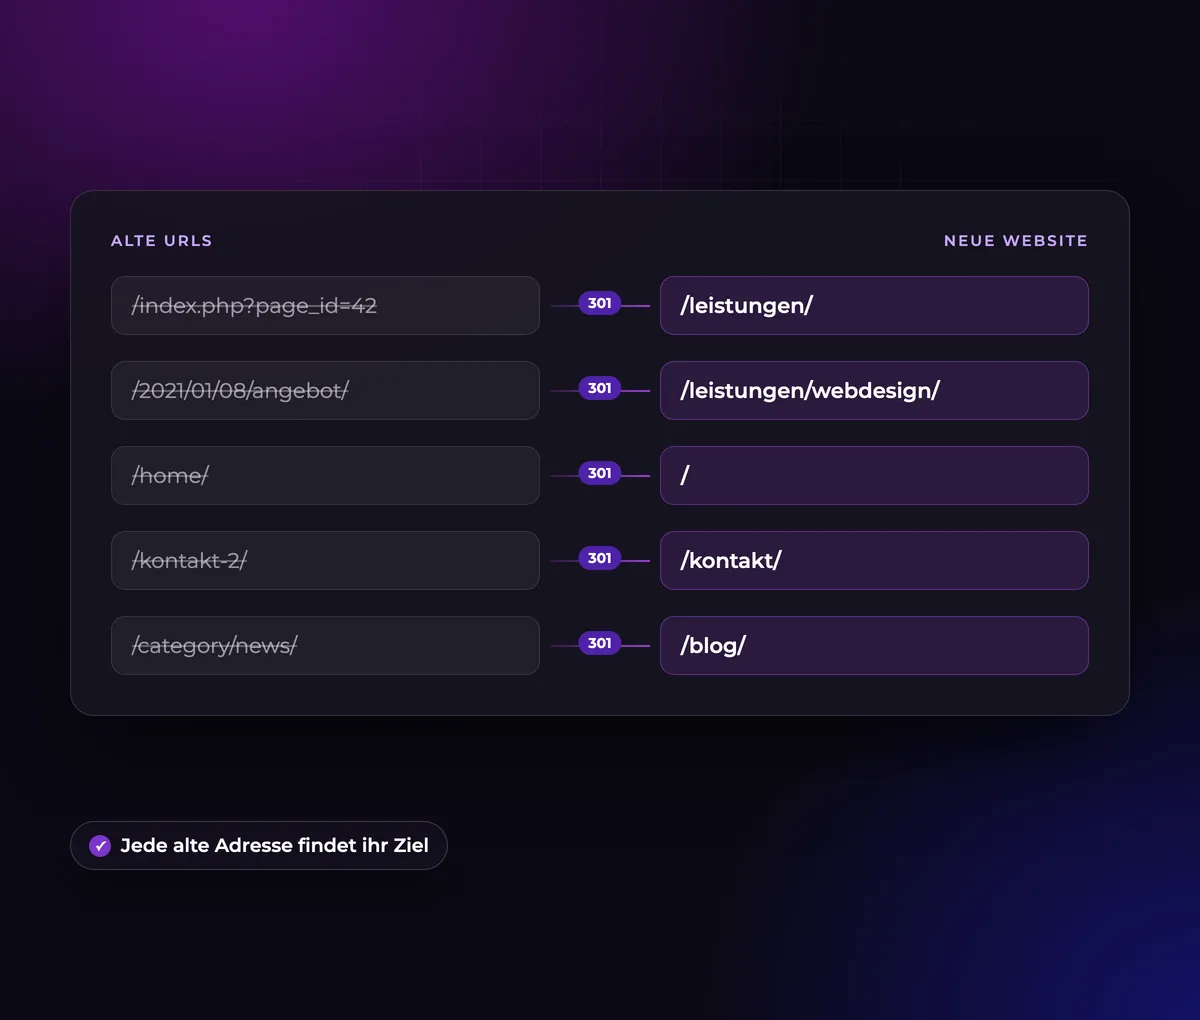 ALTE URLS NEUE WEBSITE
/index.php?page_id=42 301 /leistungen/
/2021/01/08/angebot/ 301 /leistungen/webdesign/
/home/ 301 /
/kontakt-2/ 301 /kontakt/
/category/news/ 301 /blog/
✓ Jede alte Adresse findet ihr Ziel